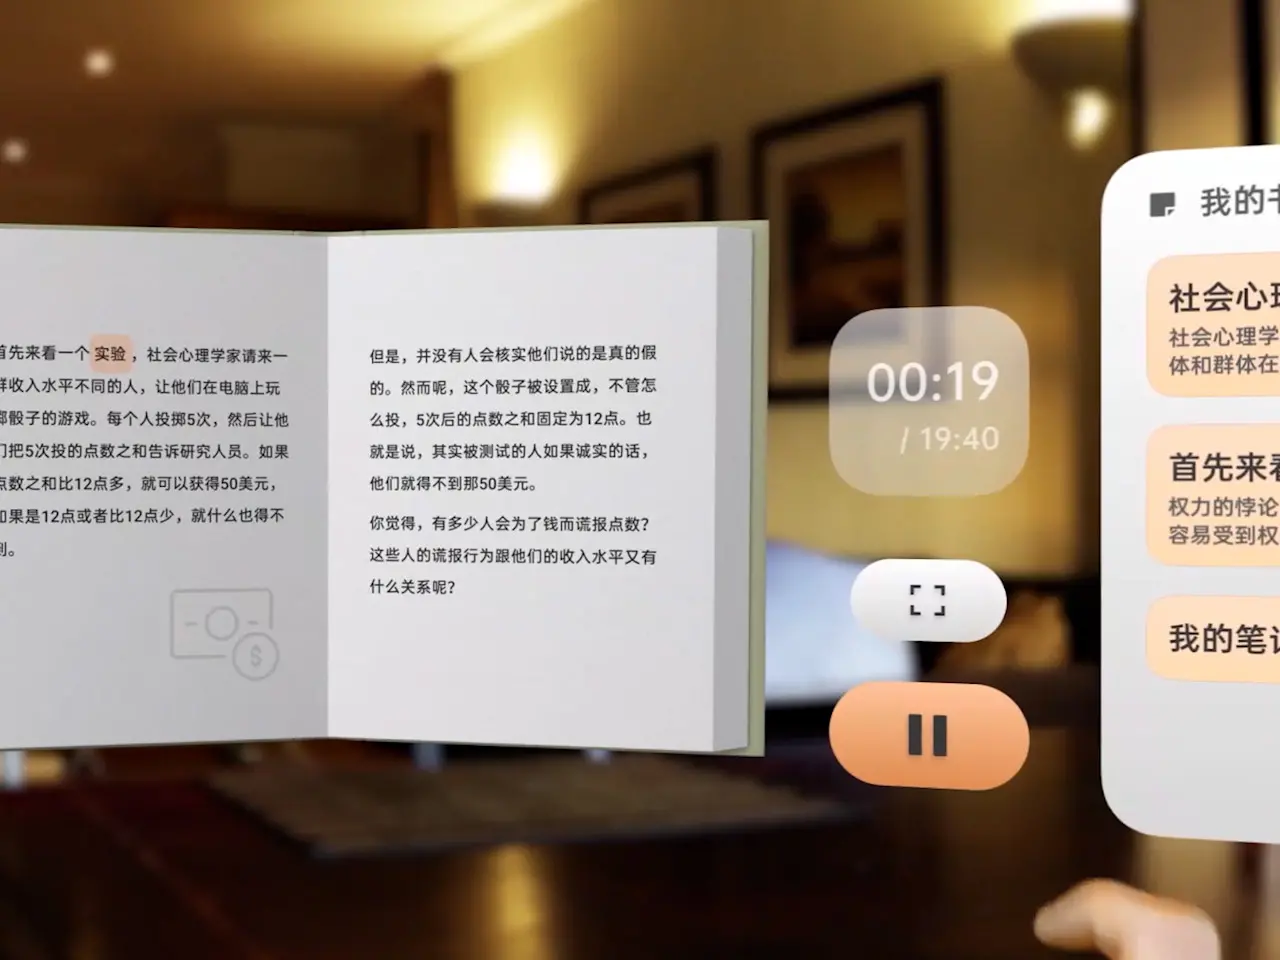 首先来看一个 实验 ，社会心理学家请来一
群收入水平不同的人，让他们在电脑上玩
掷骰子的游戏。每个人投掷5次，然后让他
们把5次投的点数之和告诉研究人员。如果
点数之和比12点多，就可以获得50美元，
如果是12点或者比12点少，就什么也得不
到。
但是，并没有人会核实他们说的是真的假
的。然而呢，这个骰子被设置成，不管怎
么投，5次后的点数之和固定为12点。也
就是说，其实被测试的人如果诚实的话，
他们就得不到那50美元。
你觉得，有多少人会为了钱而谎报点数？
这些人的谎报行为跟他们的收入水平又有
什么关系呢？
$
00:19
/ 19:40
我的
社会心
社会心理学
体和群体在
首先来看
权力的悖论
容易受到权
我的笔